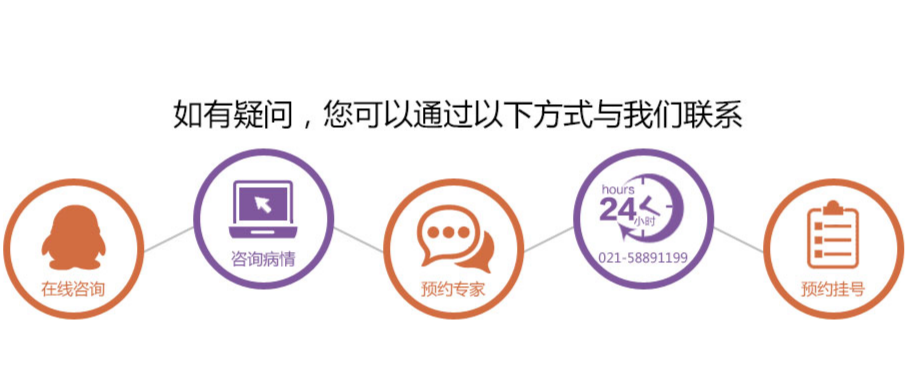 如有疑问，您可以通过以下方式与我们联系
在线咨询
咨询病情
预约专家
hours
24小时
021-58891199
预约挂号